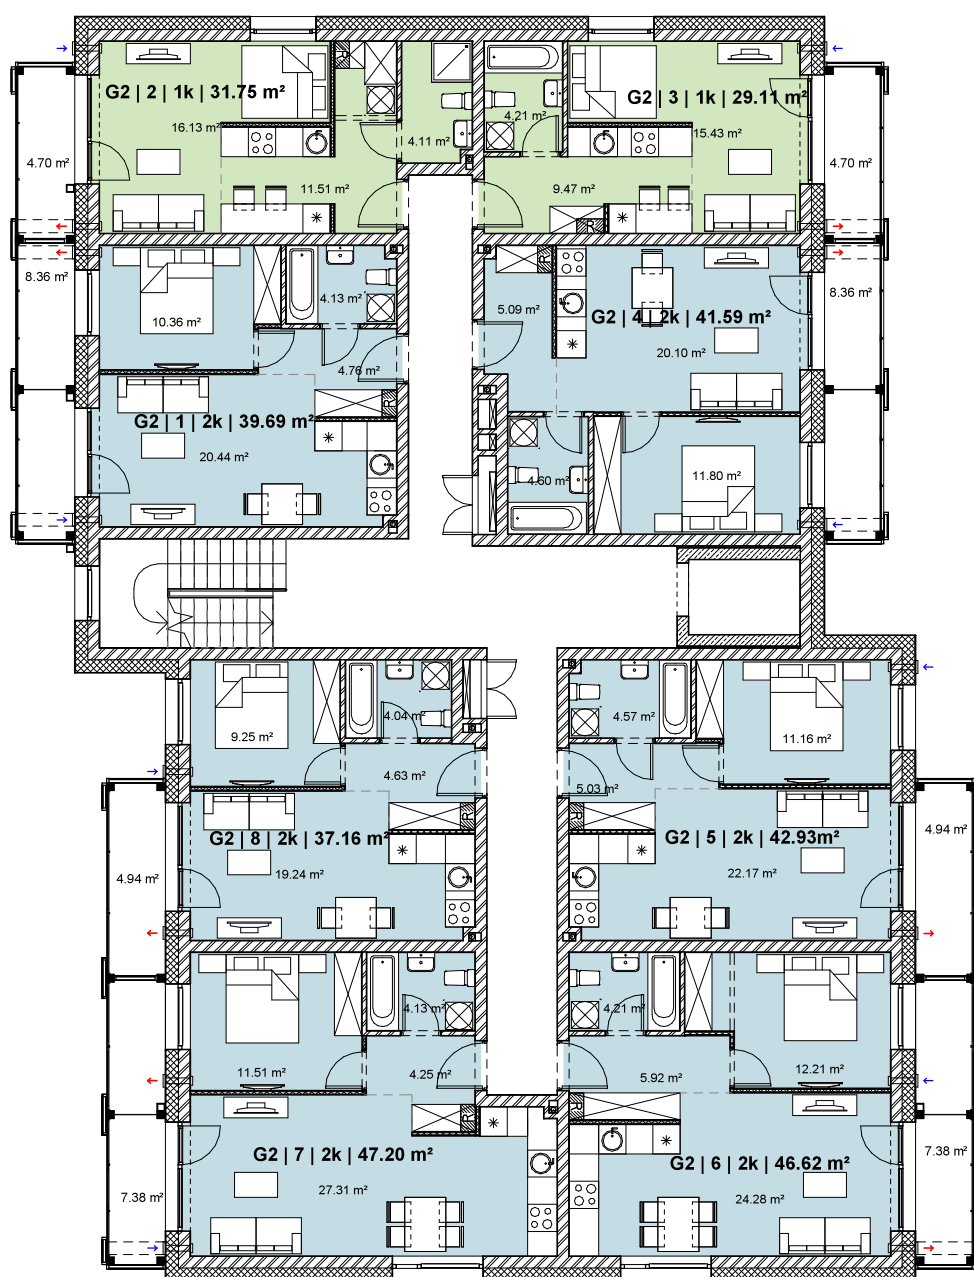 G2 | 2 | 1k | 31.75 m²
16.13 m²
4.11 m²
11.51 m²
4.70 m²
G2 | 3 | 1k | 29.11 m²
4.21 m²
15.43 m²
9.47 m²
R
4.70 m²
8.36 m²
10.36 m²
4.13 m²
4.76 m²
R
G2 | 1 | 2k | 39.69 m²
20.44 m²
R
5.09 m²
G2 | 4 | 2k | 41.59 m²
20.10 m²
8.36 m²
4.60 m²
11.80 m²
9.25 m²
4.04 m²
4.63 m²
R
G2 | 8 | 2k | 37.16 m²
19.24 m²
4.94 m²
4.57 m²
11.16 m²
5.03 m²
R
G2 | 5 | 2k | 42.93m²
22.17 m²
4.94 m²
4.13 m²
11.51 m²
4.25 m²
R
G2 | 7 | 2k | 47.20 m²
27.31 m²
7.38 m²
4.21 m²
12.21 m²
5.92 m²
R
G2 | 6 | 2k | 46.62 m²
24.28 m²
7.38 m²